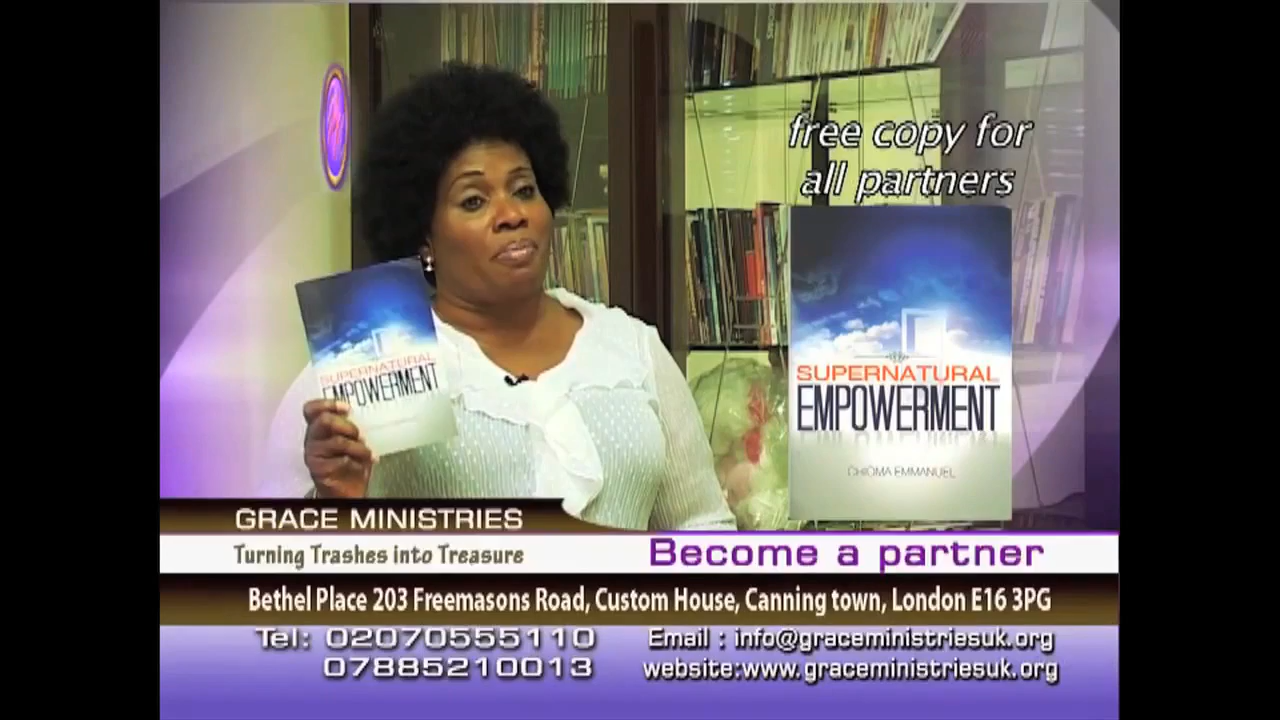 free copy for
all partners
SUPERNATURAL
EMPOWERMENT
SUPERNATURAL
EMPOWERMENT
CHIOMA EMMANUEL
GRACE MINISTRIES
Turning Trashes into Treasure
Become a partner
Bethel Place 203 Freemasons Road, Custom House, Canning town, London E16 3PG
Tel: 02070555110
07885210013
Email : info@graceministriesuk.org
website:www.graceministriesuk.org